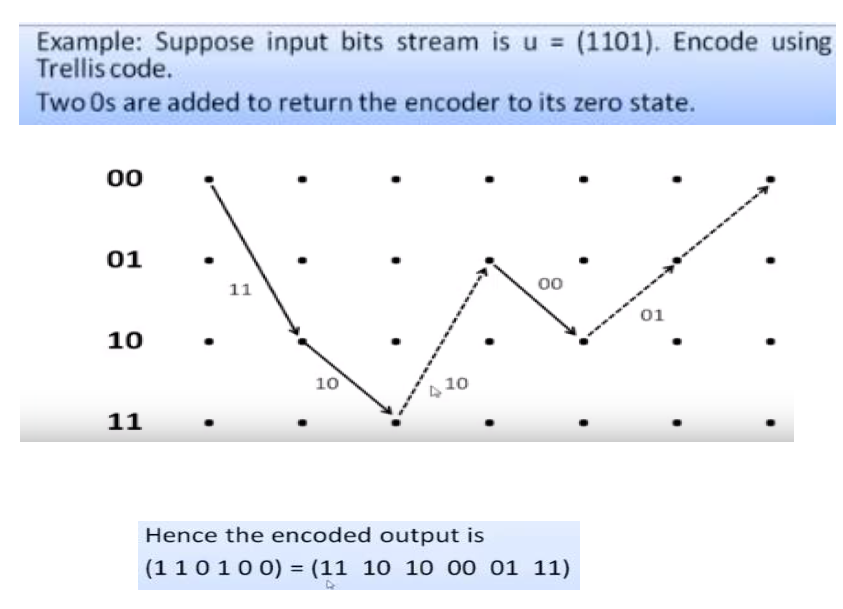 Example: Suppose input bits stream is u = (1101). Encode using
Trellis code.
Two 0s are added to return the encoder to its zero state.
00
01
11
00
10
01
10
10
11
Hence the encoded output is
(1 1 0 1 0 0) = (11 10 10 00 01 11)